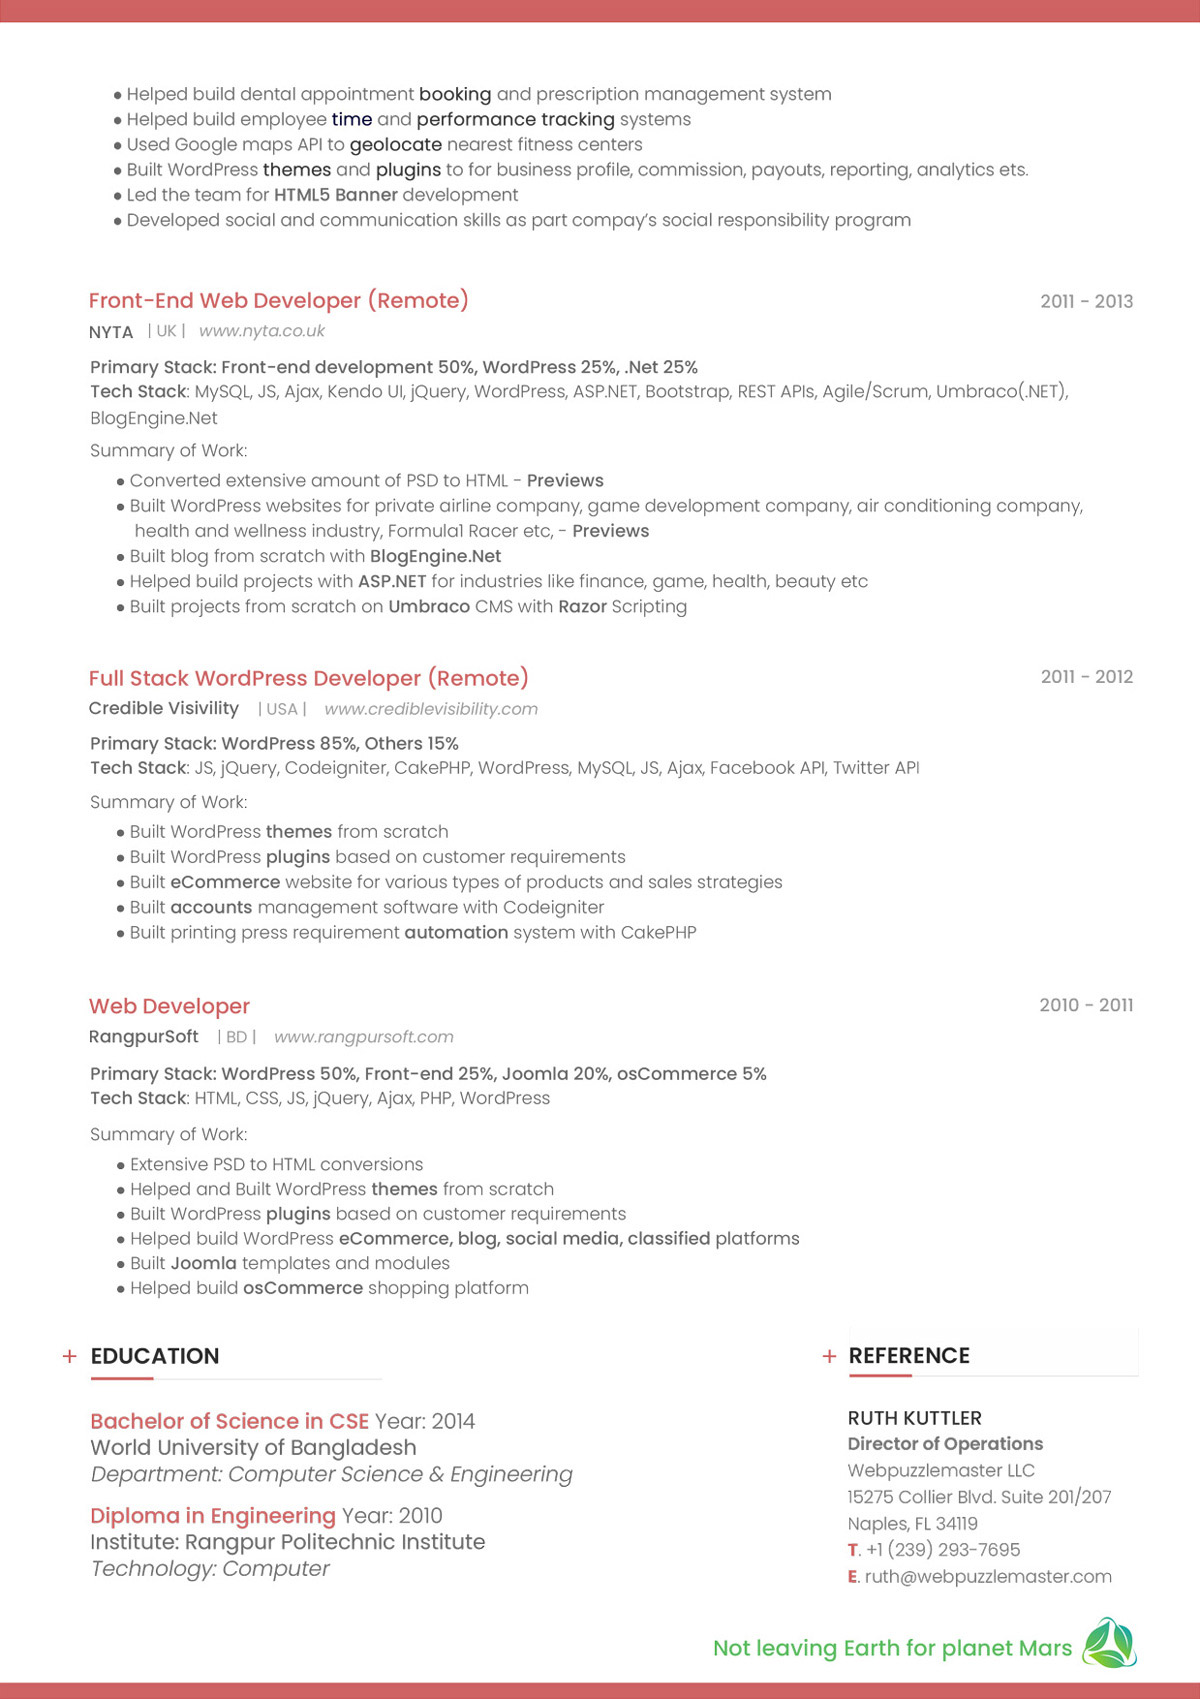 • Helped build dental appointment booking and prescription management system
• Helped build employee time and performance tracking systems
• Used Google maps API to geolocate nearest fitness centers
• Built WordPress themes and plugins to for business profile, commission, payouts, reporting, analytics ets.
• Led the team for HTML5 Banner development
• Developed social and communication skills as part compay's social responsibility program
Front-End Web Developer (Remote) 2011 - 2013
NYTA | UK | www.nyta.co.uk
Primary Stack: Front-end development 50%, WordPress 25%, .Net 25%
Tech Stack: MySQL, JS, Ajax, Kendo UI, jQuery, WordPress, ASP.NET, Bootstrap, REST APIs, Agile/Scrum, Umbraco(.NET),
BlogEngine.Net
Summary of Work:
• Converted extensive amount of PSD to HTML - Previews
• Built WordPress websites for private airline company, game development company, air conditioning company,
health and wellness industry, Formula1 Racer etc, - Previews
• Built blog from scratch with BlogEngine.Net
• Helped build projects with ASP.NET for industries like finance, game, health, beauty etc
• Built projects from scratch on Umbraco CMS with Razor Scripting
Full Stack WordPress Developer (Remote) 2011 - 2012
Credible Visivility | USA | www.crediblevisibility.com
Primary Stack: WordPress 85%, Others 15%
Tech Stack: JS, jQuery, Codeigniter, CakePHP, WordPress, MySQL, JS, Ajax, Facebook API, Twitter API
Summary of Work:
• Built WordPress themes from scratch
• Built WordPress plugins based on customer requirements
• Built eCommerce website for various types of products and sales strategies
• Built accounts management software with Codeigniter
• Built printing press requirement automation system with CakePHP
Web Developer 2010 - 2011
RangpurSoft | BD | www.rangpursoft.com
Primary Stack: WordPress 50%, Front-end 25%, Joomla 20%, osCommerce 5%
Tech Stack: HTML, CSS, JS, jQuery, Ajax, PHP, WordPress
Summary of Work:
• Extensive PSD to HTML conversions
• Helped and Built WordPress themes from scratch
• Built WordPress plugins based on customer requirements
• Helped build WordPress eCommerce, blog, social media, classified platforms
• Built Joomla templates and modules
• Helped build osCommerce shopping platform
+ EDUCATION
Bachelor of Science in CSE Year: 2014
World University of Bangladesh
Department: Computer Science & Engineering
Diploma in Engineering Year: 2010
Institute: Rangpur Politechnic Institute
Technology: Computer
+ REFERENCE
RUTH KUTTLER
Director of Operations
Webpuzzlemaster LLC
15275 Collier Blvd. Suite 201/207
Naples, FL 34119
T. +1 (239) 293-7695
E. ruth@webpuzzlemaster.com
Not leaving Earth for planet Mars